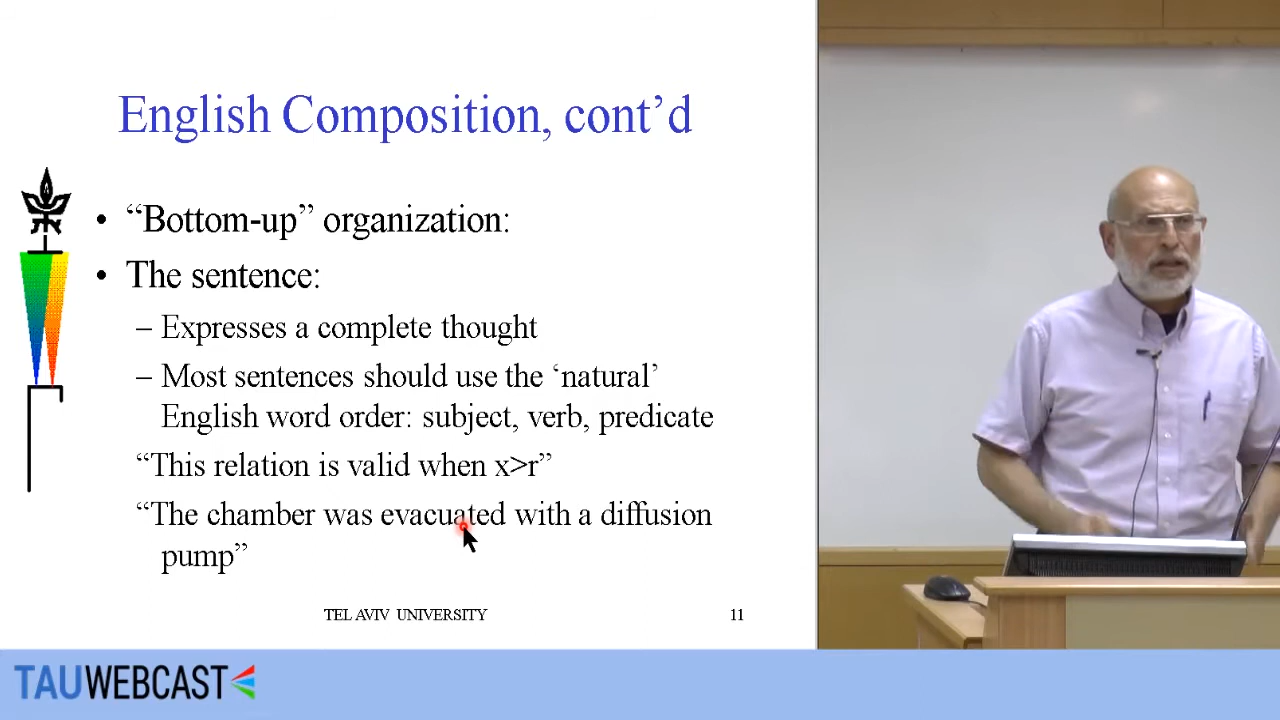 English Composition, cont’d
• “Bottom-up” organization:
• The sentence:
– Expresses a complete thought
– Most sentences should use the ‘natural’
English word order: subject, verb, predicate
“This relation is valid when x>r”
“The chamber was evacuated with a diffusion
pump”
TEL AVIV UNIVERSITY 11
TAUWEBCAST